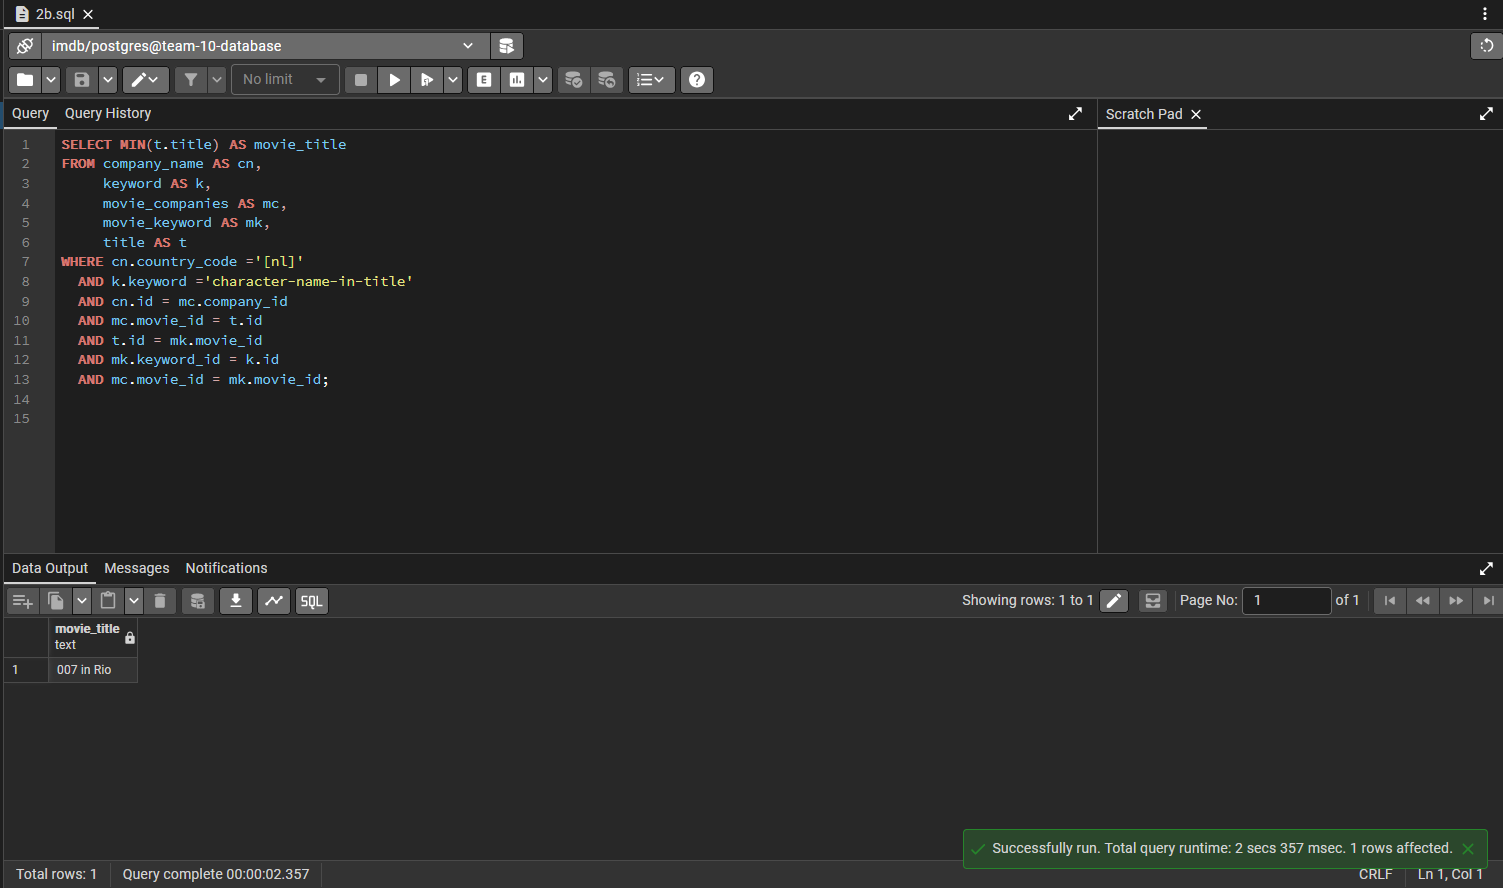 2b.sql
imdb/postgres@team-10-database
No limit
E
Query Query History
Scratch Pad
1 SELECT MIN(t.title) AS movie_title
2 FROM company_name AS cn,
3 keyword AS k,
4 movie_companies AS mc,
5 movie_keyword AS mk,
6 title AS t
7 WHERE cn.country_code ='[nl]'
8 AND k.keyword ='character-name-in-title'
9 AND cn.id = mc.company_id
10 AND mc.movie_id = t.id
11 AND t.id = mk.movie_id
12 AND mk.keyword_id = k.id
13 AND mc.movie_id = mk.movie_id;
14
15
Data Output Messages Notifications
SQL
Showing rows: 1 to 1
Page No: 1 of 1
movie_title
text
1 007 in Rio
Successfully run. Total query runtime: 2 secs 357 msec. 1 rows affected.
Total rows: 1 Query complete 00:00:02.357 CRLF Ln 1, Col 1